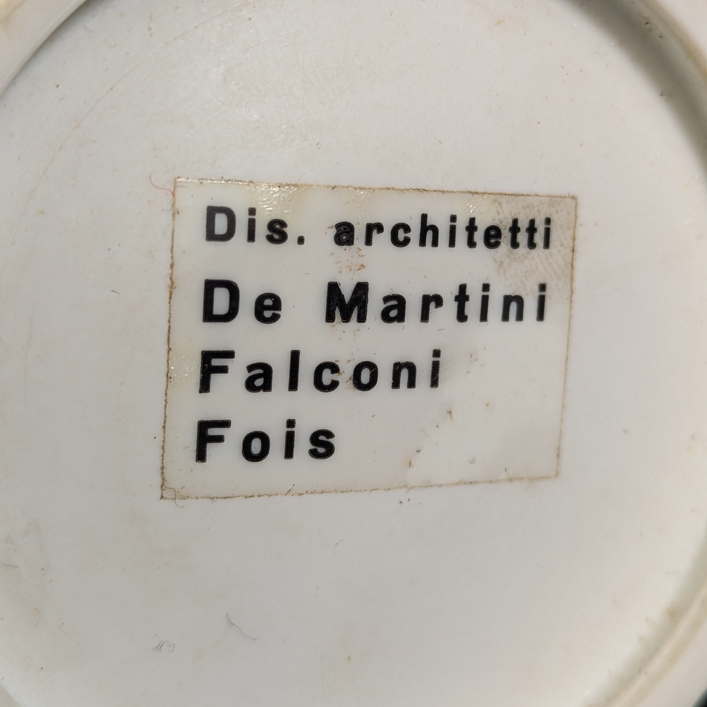 Dis. architetti
De Martini
Falconi
Fois